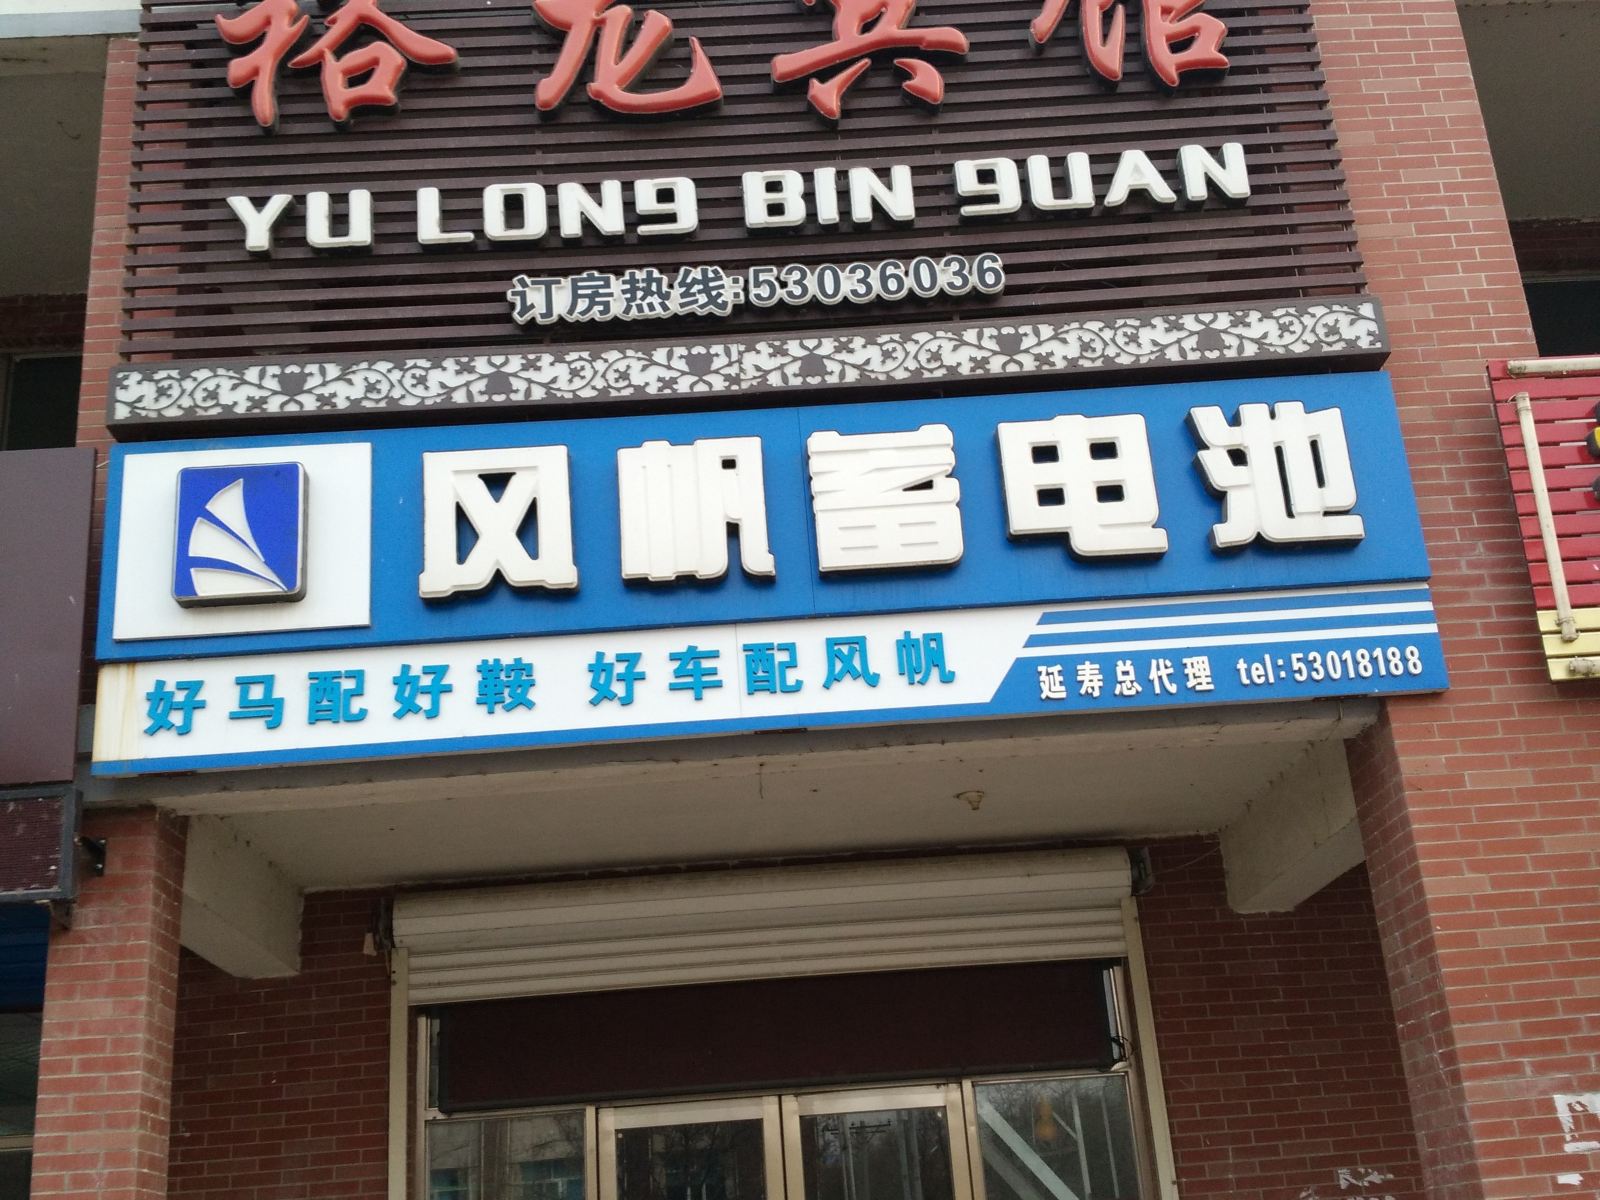 裕龙宾馆
YU LONG BIN GUAN
订房热线:53036036
风帆蓄电池
好马配好鞍 好车配风帆
延寿总代理 tel:53018188